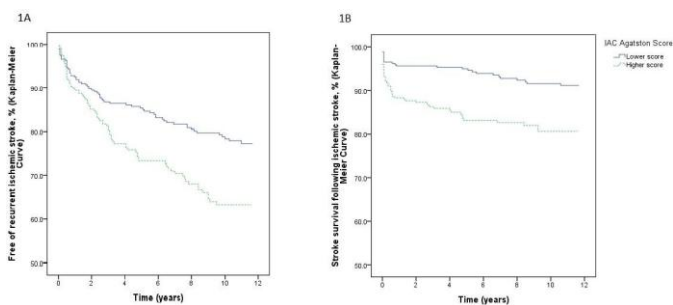 1A
Free of recurrent ischemic stroke, % (Kaplan-Meier
Curve)
100.0
90.0
80.0
70.0
60.0
50.0
0 2 4 6 8 10 12
Time (years)
1B
Stroke survival following ischemic stroke, % (Kaplan-
Meier Curve)
100.0
90.0
80.0
70.0
60.0
50.0
0 2 4 6 8 10 12
Time (years)
IAC Agatston Score
Lower score
Higher score